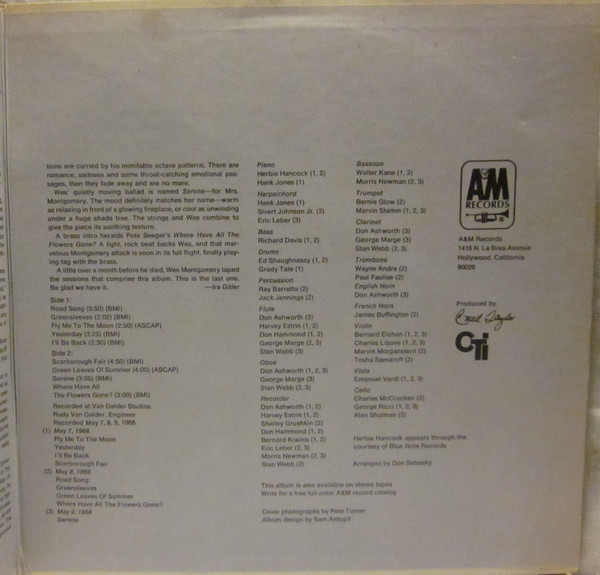 tions are carried by his inimitable octave patterns. There are
romance, sadness and some throat-catching emotional pas-
sages, then they fade away and are no more.
Wes' quietly moving ballad is named Serene—for Mrs.
Montgomery. The mood definitely matches her name—warm
as relaxing in front of a glowing fireplace, or cool as unwinding
under a huge shade tree. The strings and Wes combine to
give the piece its soothing texture.
A brass intro heralds Pete Seeger's Where Have All The
Flowers Gone? A light, rock beat backs Wes, and that mar-
velous Montgomery attack is soon in its full flight, finally play-
ing tag with the brass.
A little over a month before he died, Wes Montgomery taped
the sessions that comprise this album. This is the last one.
Be glad we have it. —Ira Gitler
Side 1:
Road Song (3:50) (BMI)
Greensleeves (2:02) (BMI)
Fly Me To The Moon (2:50) (ASCAP)
Yesterday (3:25) (BMI)
I'll Be Back (2:30) (BMI)
Side 2:
Scarborough Fair (4:50) (BMI)
Green Leaves Of Summer (4:00) (ASCAP)
Serene (3:05) (BMI)
Where Have All
The Flowers Gone? (3:00) (BMI)
Recorded at Van Gelder Studios
Rudy Van Gelder, Engineer
Recorded May 7, 8, 9, 1968
(1) May 7, 1968
Fly Me To The Moon
Yesterday
I'll Be Back
Scarborough Fair
(2) May 8, 1968
Road Song
Greensleeves
Green Leaves Of Summer
Where Have All The Flowers Gone?
(3) May 9, 1968
Serene
Piano
Herbie Hancock (1, 2)
Hank Jones (1)
Harpsichord
Hank Jones (1)
Sivert Johnson Jr. (2)
Eric Leber (3)
Bass
Richard Davis (1, 2)
Drums
Ed Shaughnessy (1, 2)
Grady Tate (1)
Percussion
Ray Barretto (2)
Jack Jennings (2)
Flute
Don Ashworth (3)
Harvey Estrin (1, 2)
Don Hammond (1, 2)
George Marge (2, 3)
Stan Webb (3)
Oboe
Don Ashworth (1, 2, 3)
George Marge (3)
Stan Webb (2, 3)
Recorder
Don Ashworth (1, 2)
Harvey Estrin (1, 2)
Shelley Grushkin (2)
Don Hammond (1, 2)
Bernard Krainis (1, 2)
Eric Leber (2, 3)
Morris Newman (2, 3)
Stan Webb (2)
This album is also available on stereo tapes
Write for a free full color A&M record catalog
Cover photographs by Pete Turner
Album design by Sam Antupit
Bassoon
Walter Kane (1, 2)
Morris Newman (2, 3)
Trumpet
Bernie Glow (2)
Marvin Stamm (1, 2)
Clarinet
Don Ashworth (3)
George Marge (3)
Stan Webb (2, 3)
Trombone
Wayne Andre (2)
Paul Faulise (2)
English Horn
Don Ashworth (3)
French Horn
James Buffington (2)
Violin
Bernard Eichen (1, 2, 3)
Charles Libove (1, 2, 3)
Marvin Morganstern (2)
Tosha Samaroff (2)
Viola
Emanuel Vardi (1, 2, 3)
Cello
Charles McCracken (2)
George Ricci (1, 2, 3)
Alan Shulman (2)
Herbie Hancock appears through the
courtesy of Blue Note Records
Arranged by Don Sebesky
A&M
RECORDS
A&M Records
1416 N. La Brea Avenue
Hollywood, California
90028
Produced by
Creed Taylor
CTi